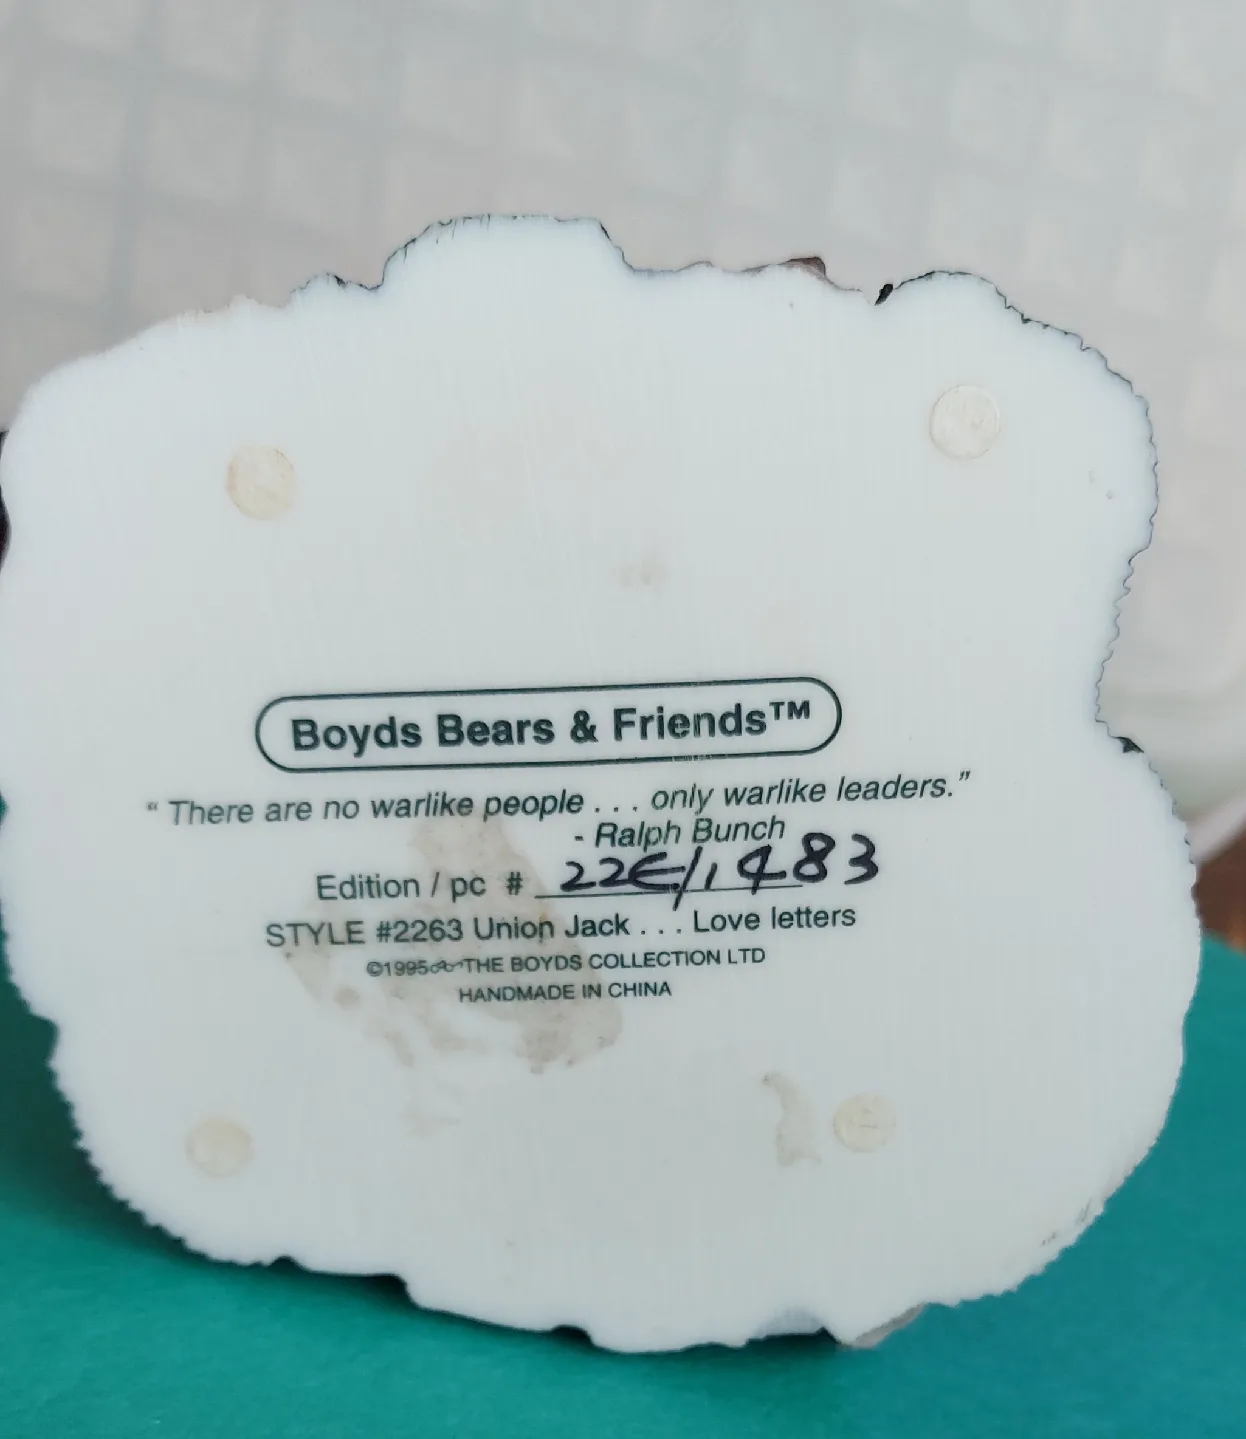 Boyds Bears & Friends™
" There are no warlike people . . . only warlike leaders."
- Ralph Bunch
Edition / pc # 22E/1483
STYLE #2263 Union Jack . . . Love letters
©1995 THE BOYDS COLLECTION LTD
HANDMADE IN CHINA